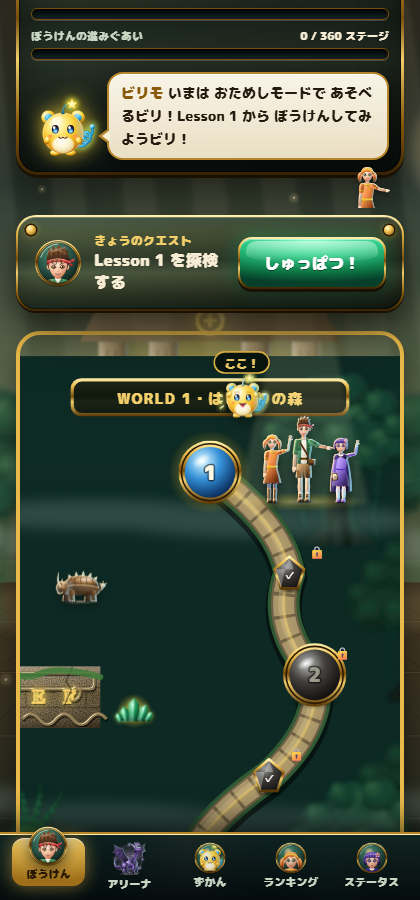 ぼうけんの進みぐあい
0 / 360 ステージ
ビリモ いまは おためしモードで あそべ
るビリ！Lesson 1 から ぼうけんしてみ
ようビリ！
きょうのクエスト
Lesson 1 を探検
する
しゅっぱつ！
ここ！
WORLD 1・は
の森
1
2
E
ぼうけん
アリーナ
ずかん
ランキング
ステータス